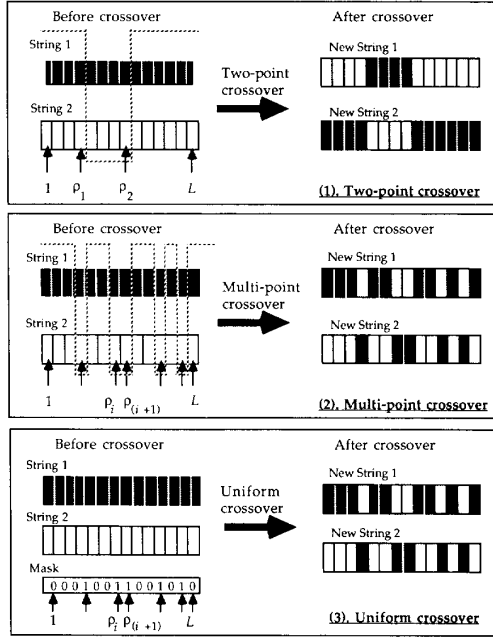 Before crossover
After crossover
String 1
New String 1
Two-point
crossover
String 2
New String 2
1 ρ1 ρ2 L
(1). Two-point crossover
Before crossover
After crossover
String 1
New String 1
Multi-point
crossover
String 2
New String 2
1 ρi ρ(i+1) L
(2). Multi-point crossover
Before crossover
After crossover
String 1
New String 1
Uniform
crossover
String 2
New String 2
Mask
0 0 0 1 0 0 1 1 0 0 1 0 1 0
1 ρi ρ(i+1) L
(3). Uniform crossover